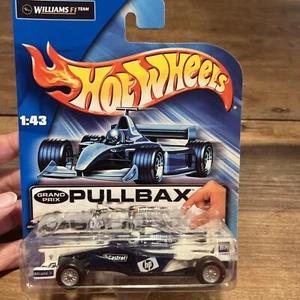 WILLIAMS F1 TEAM
Hot Wheels
1:43
GRAND
PRIX
PULLBAX
Castrol
hp